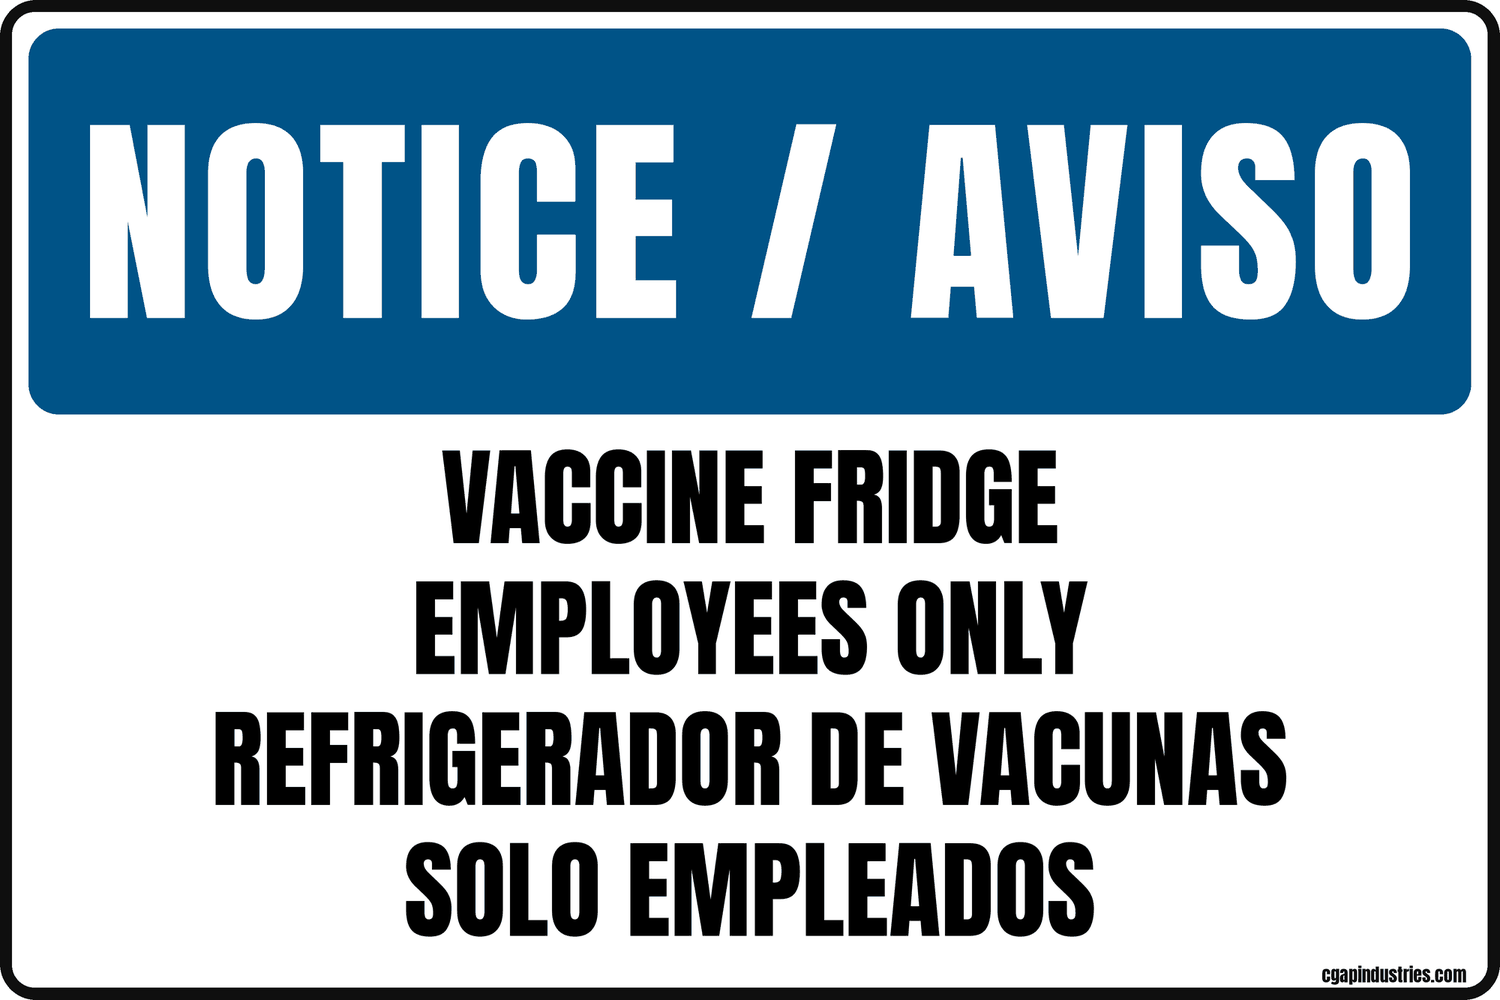 NOTICE / AVISO
VACCINE FRIDGE
EMPLOYEES ONLY
REFRIGERADOR DE VACUNAS
SOLO EMPLEADOS
cgapindustries.com